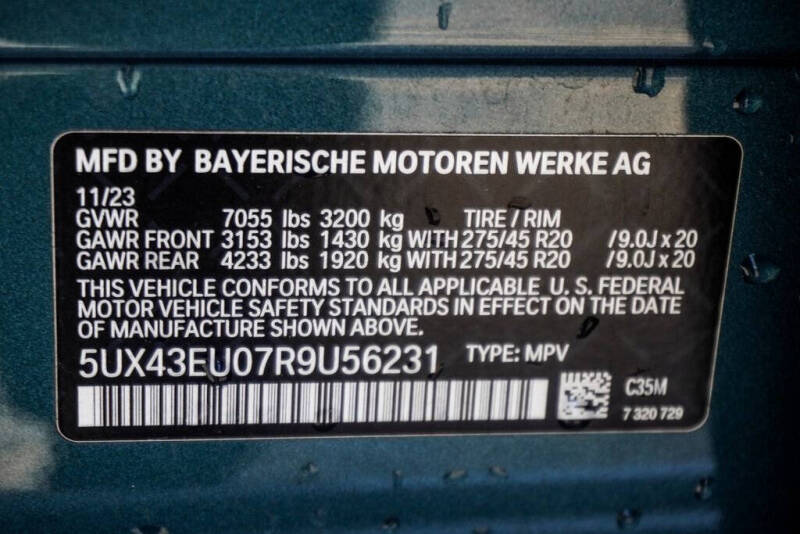 MFD BY BAYERISCHE MOTOREN WERKE AG
11/23
GVWR 7055 lbs 3200 kg TIRE / RIM
GAWR FRONT 3153 lbs 1430 kg WITH 275/45 R20 /9.0J x 20
GAWR REAR 4233 lbs 1920 kg WITH 275/45 R20 /9.0J x 20
THIS VEHICLE CONFORMS TO ALL APPLICABLE U. S. FEDERAL
MOTOR VEHICLE SAFETY STANDARDS IN EFFECT ON THE DATE
OF MANUFACTURE SHOWN ABOVE.
5UX43EU07R9U56231 TYPE: MPV
C35M
7 320 729